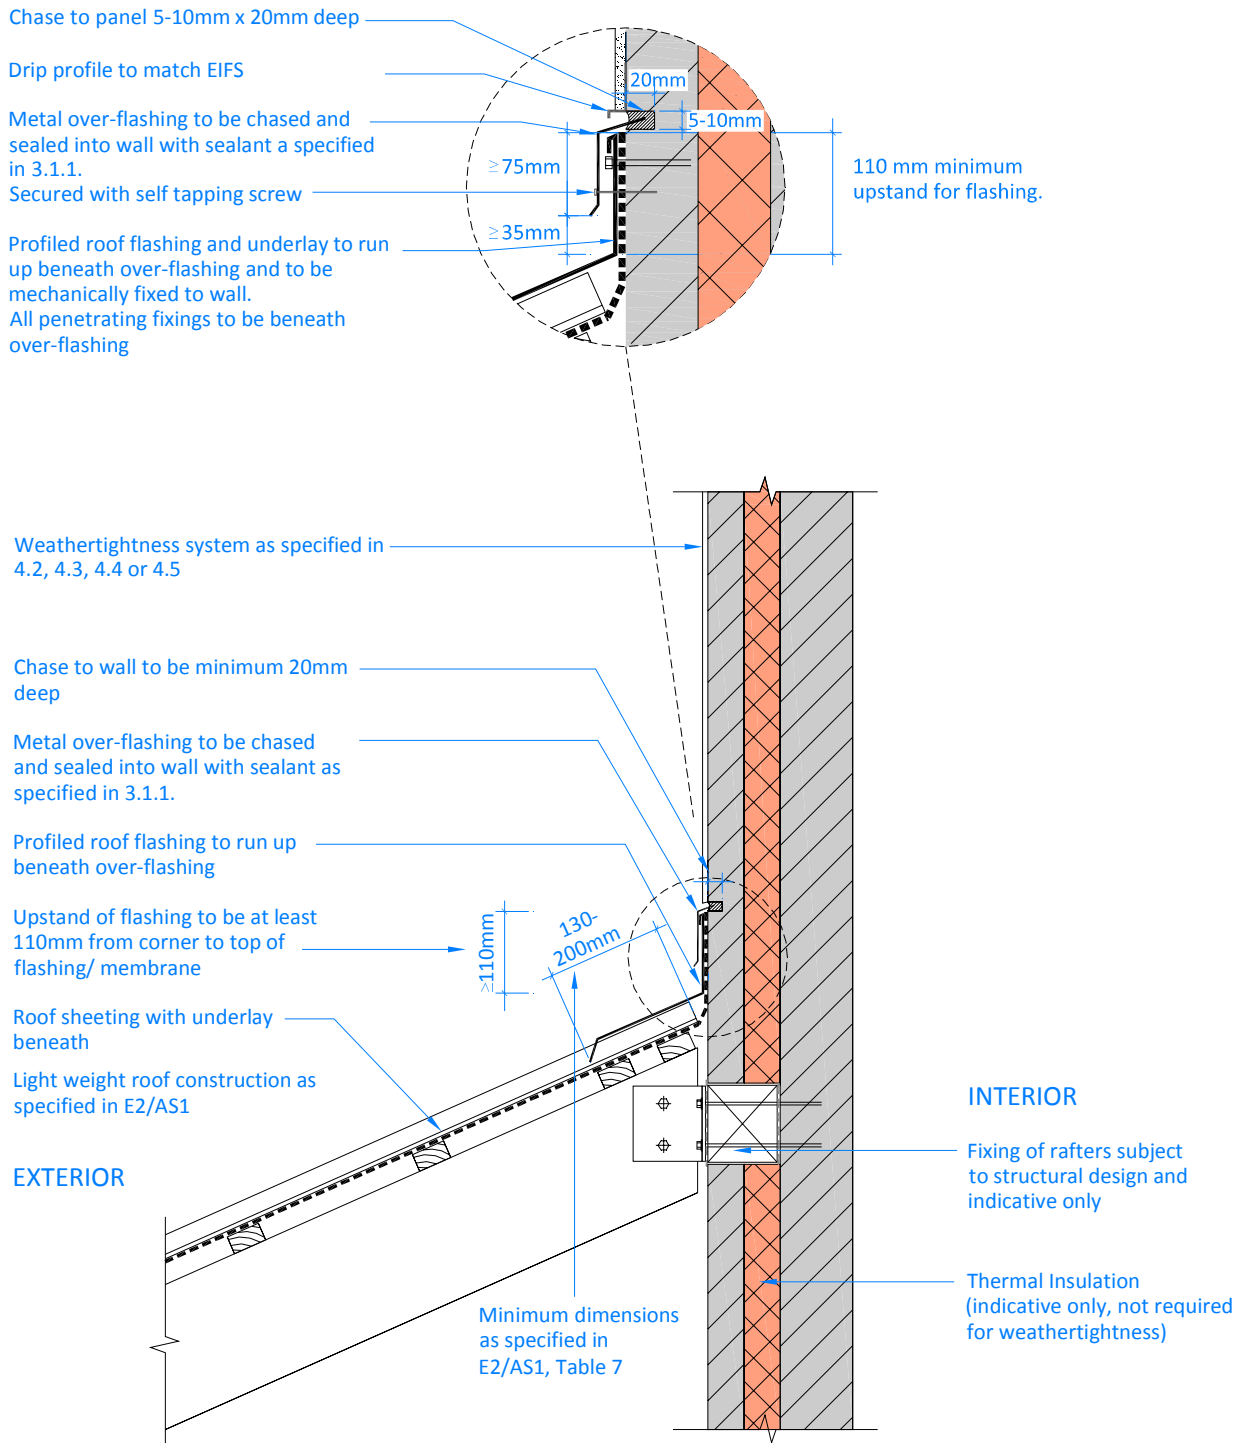 Chase to panel 5-10mm x 20mm deep
Drip profile to match EIFS
Metal over-flashing to be chased and
sealed into wall with sealant a specified
in 3.1.1.
Secured with self tapping screw
Profiled roof flashing and underlay to run
up beneath over-flashing and to be
mechanically fixed to wall.
All penetrating fixings to be beneath
over-flashing
20mm
5-10mm
≥75mm
≥35mm
110 mm minimum
upstand for flashing.
Weathertightness system as specified in
4.2, 4.3, 4.4 or 4.5
Chase to wall to be minimum 20mm
deep
Metal over-flashing to be chased
and sealed into wall with sealant as
specified in 3.1.1.
Profiled roof flashing to run up
beneath over-flashing
Upstand of flashing to be at least
110mm from corner to top of
flashing/ membrane
≥110mm
130-
200mm
Roof sheeting with underlay
beneath
Light weight roof construction as
specified in E2/AS1
EXTERIOR
INTERIOR
Fixing of rafters subject
to structural design and
indicative only
Thermal Insulation
(indicative only, not required
for weathertightness)
Minimum dimensions
as specified in
E2/AS1, Table 7